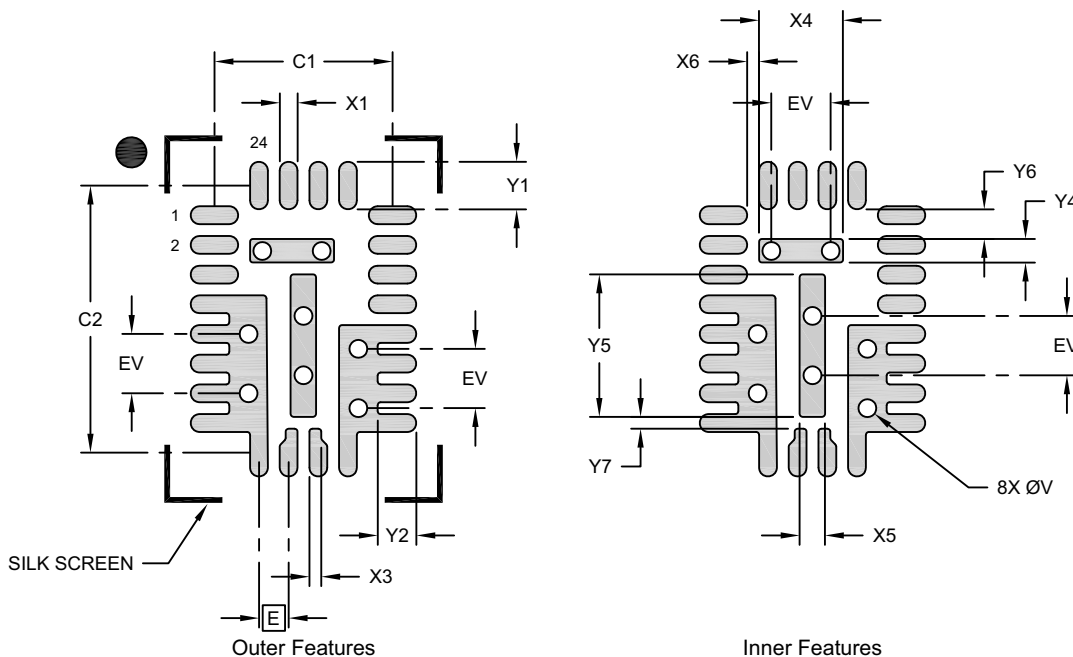 X4
C1
X6
EV
X1
24
Y1
Y6
Y4
1
2
C2
EV
EV
Y5
EV
Y7
8X ØV
Y2
X5
SILK SCREEN
X3
E
Outer Features
Inner Features